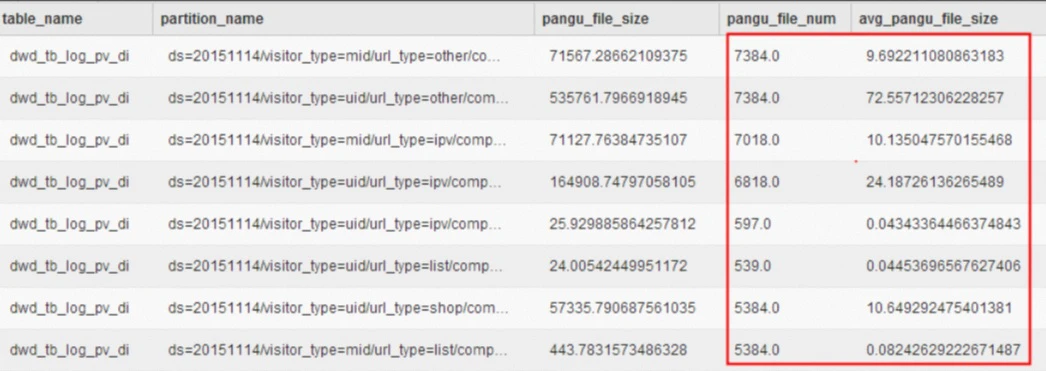 table_name partition_name pangu_file_size pangu_file_num avg_pangu_file_size
dwd_tb_log_pv_di ds=20151114/visitor_type=mid/url_type=other/co... 71567.28662109375 7384.0 9.692211080863183
dwd_tb_log_pv_di ds=20151114/visitor_type=uid/url_type=other/com... 535761.7966918945 7384.0 72.55712306228257
dwd_tb_log_pv_di ds=20151114/visitor_type=mid/url_type=ipv/comp... 71127.76384735107 7018.0 10.135047570155468
dwd_tb_log_pv_di ds=20151114/visitor_type=uid/url_type=ipv/comp... 164908.74797058105 6818.0 24.18726136265489
dwd_tb_log_pv_di ds=20151114/visitor_type=uid/url_type=ipv/comp... 25.929885864257812 597.0 0.04343364466374843
dwd_tb_log_pv_di ds=20151114/visitor_type=uid/url_type=list/comp... 24.00542449951172 539.0 0.04453696567627406
dwd_tb_log_pv_di ds=20151114/visitor_type=uid/url_type=shop/com... 57335.790687561035 5384.0 10.649292475401381
dwd_tb_log_pv_di ds=20151114/visitor_type=mid/url_type=list/comp... 443.7831573486328 5384.0 0.08242629222671487